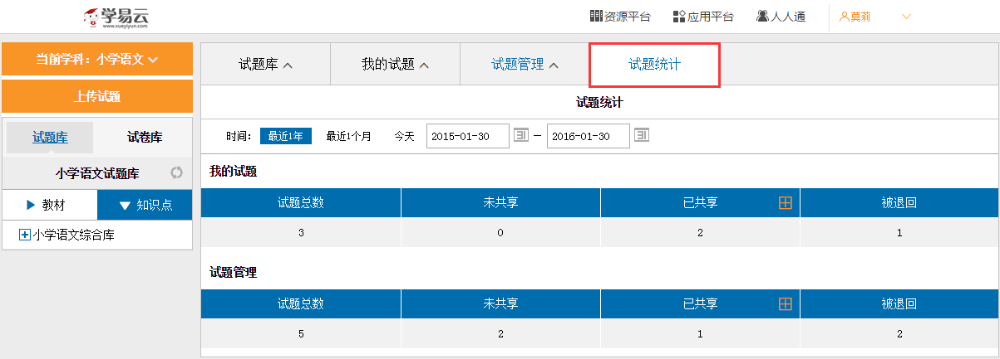 学易云
www.xueyiyun.com
资源平台 应用平台 人人通 莫莉
当前学科：小学语文
上传试题
试题库 试卷库
小学语文试题库
教材 知识点
小学语文综合库
试题库 我的试题 试题管理 试题统计
试题统计
时间： 最近1年 最近1个月 今天 2015-01-30 31 — 2016-01-30 31
我的试题
试题总数 未共享 已共享 被退回
3 0 2 1
试题管理
试题总数 未共享 已共享 被退回
5 2 1 2